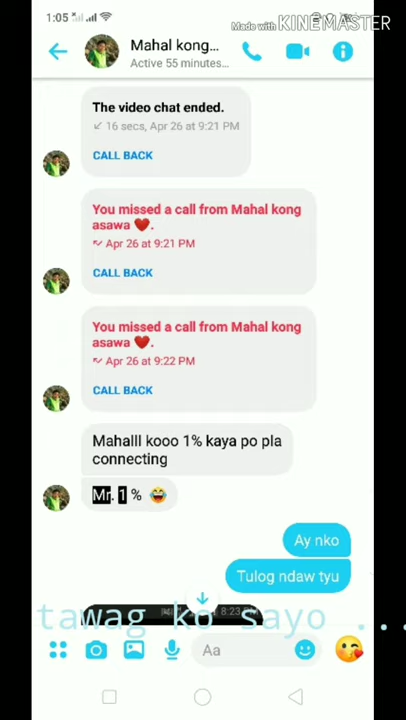 1:05
Made with KINEMASTER
Mahal kong...
Active 55 minutes...
The video chat ended.
16 secs, Apr 26 at 9:21 PM
CALL BACK
You missed a call from Mahal kong
asawa ❤️.
Apr 26 at 9:21 PM
CALL BACK
You missed a call from Mahal kong
asawa ❤️.
Apr 26 at 9:22 PM
CALL BACK
Mahalll kooo 1% kaya po pla
connecting
Mr. 1 % 😂
Ay nko
Tulog ndaw tyu
8:23 PM
tawag ko sayo ...
Aa